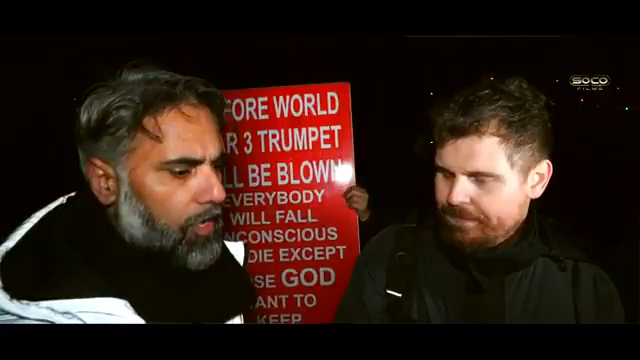 SOCO
FILMS
FORE WORLD
R 3 TRUMPET
LL BE BLOWN
EVERYBODY
WILL FALL
NCONSCIOUS
DIE EXCEPT
SE GOD
ANT TO
KEEP